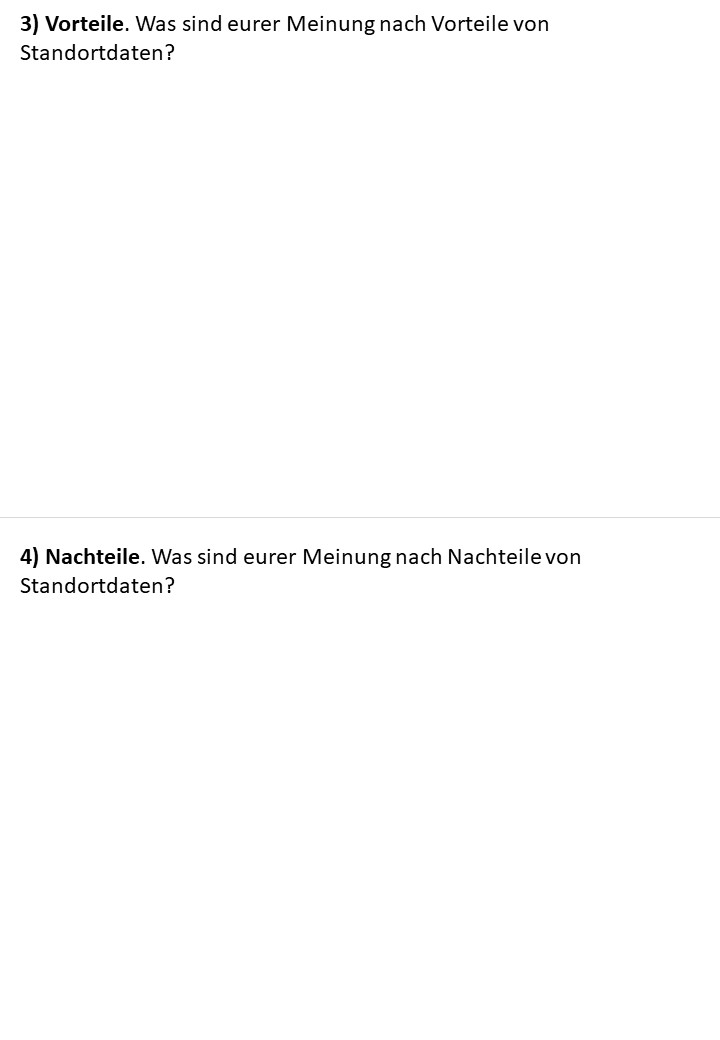 3) Vorteile. Was sind eurer Meinung nach Vorteile von
Standortdaten?
4) Nachteile. Was sind eurer Meinung nach Nachteile von
Standortdaten?